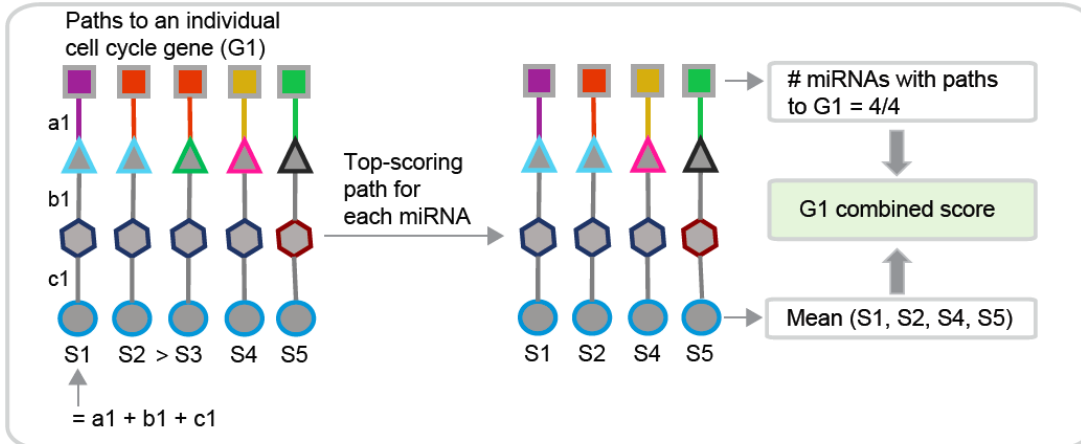 Paths to an individual
cell cycle gene (G1)
a1
b1
c1
S1 S2 > S3 S4 S5
= a1 + b1 + c1
Top-scoring
path for
each miRNA
S1 S2 S4 S5
# miRNAs with paths
to G1 = 4/4
G1 combined score
Mean (S1, S2, S4, S5)